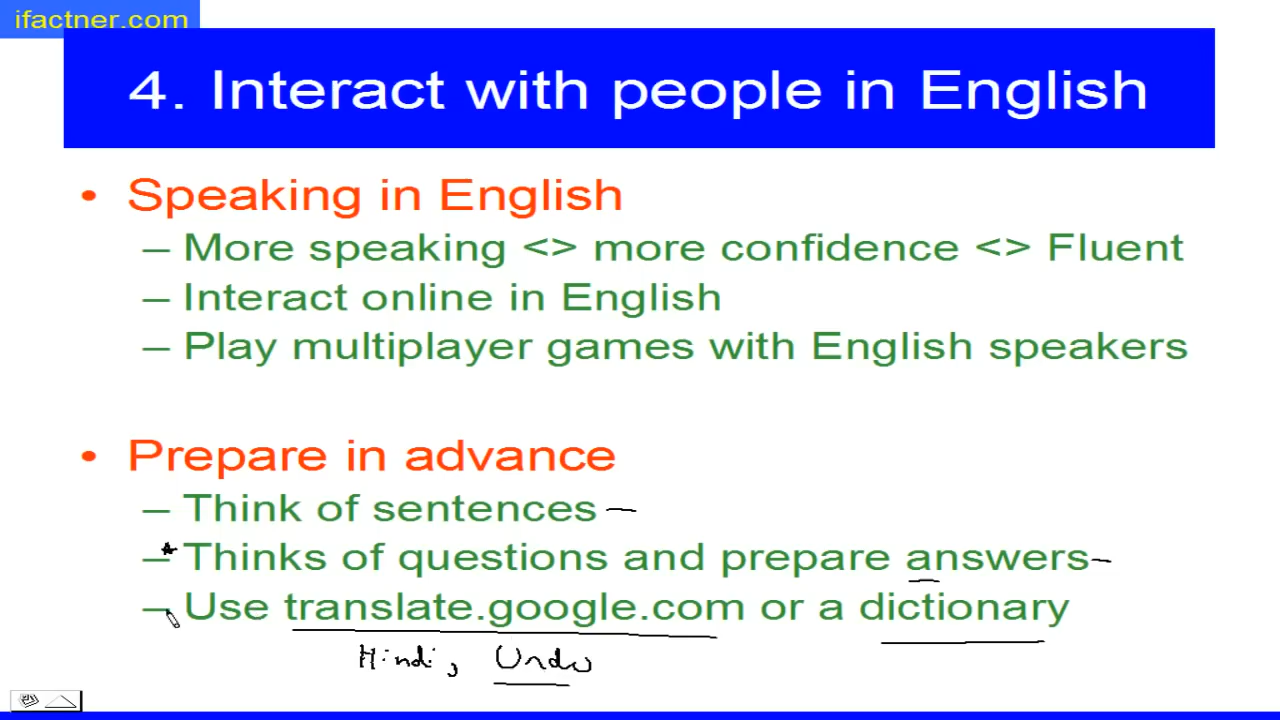 ifactner.com
4. Interact with people in English
• Speaking in English
– More speaking <> more confidence <> Fluent
– Interact online in English
– Play multiplayer games with English speakers
• Prepare in advance
– Think of sentences
– Thinks of questions and prepare answers
– Use translate.google.com or a dictionary
Hindi, Urdu